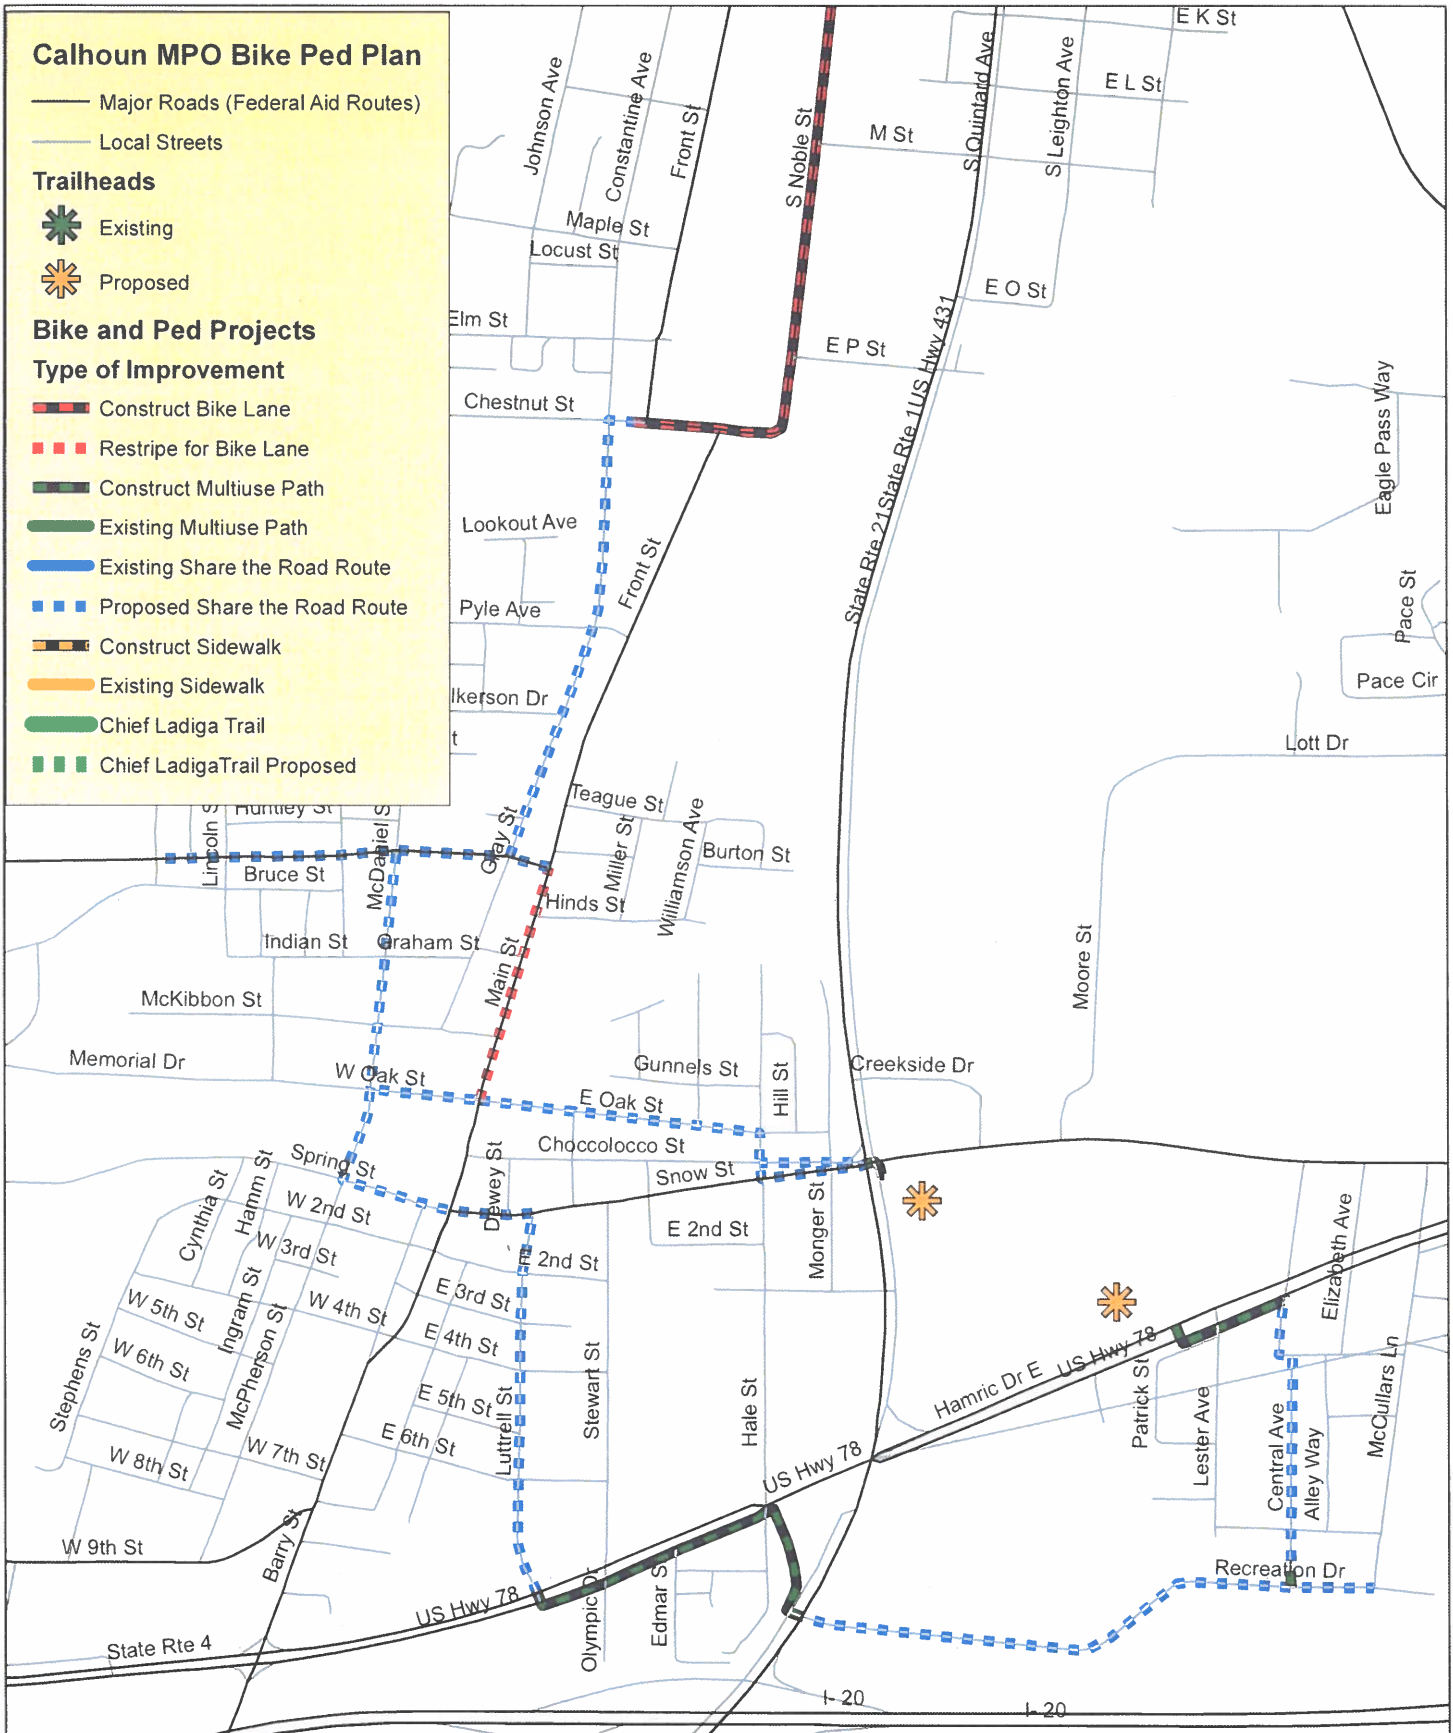 Calhoun MPO Bike Ped Plan
Major Roads (Federal Aid Routes)
Local Streets
Trailheads
Existing
Proposed
Bike and Ped Projects
Type of Improvement
Construct Bike Lane
Restripe for Bike Lane
Construct Multiuse Path
Existing Multiuse Path
Existing Share the Road Route
Proposed Share the Road Route
Construct Sidewalk
Existing Sidewalk
Chief Ladiga Trail
Chief LadigaTrail Proposed
E K St
Johnson Ave
Constantine Ave
Front St
S Noble St
S Quintard Ave
S Leighton Ave
E L St
M St
Maple St
Locust St
E O St
Elm St
E P St
State Rte 21State Rte 1US Hwy 431
Eagle Pass Way
Chestnut St
Lookout Ave
Front St
Pyle Ave
Pace St
Pace Cir
lkerson Dr
t
Lott Dr
Teague St
Huntley St
Lincoln S
McDaniel S
Gray St
Miller St
Williamson Ave
Burton St
Bruce St
Hinds St
Indian St
Graham St
Main St
Moore St
McKibbon St
Memorial Dr
W Oak St
Gunnels St
Hill St
Creekside Dr
E Oak St
Choccolocco St
Spring St
Dewey St
Snow St
Cynthia St
Hamm St
W 2nd St
E 2nd St
Monger St
W 3rd St
E 2nd St
Elizabeth Ave
E 3rd St
W 5th St
Ingram St
W 4th St
E 4th St
US Hwy 78
W 6th St
McPherson St
Stephens St
Stewart St
Hamric Dr E
McCullars Ln
Patrick St
E 5th St
Luttrell St
Hale St
Lester Ave
Central Ave
Alley Way
E 6th St
W 7th St
W 8th St
US Hwy 78
W 9th St
Barry St
Recreation Dr
US Hwy 78
Olympic Dr
Edmar S
State Rte 4
I- 20
I- 20